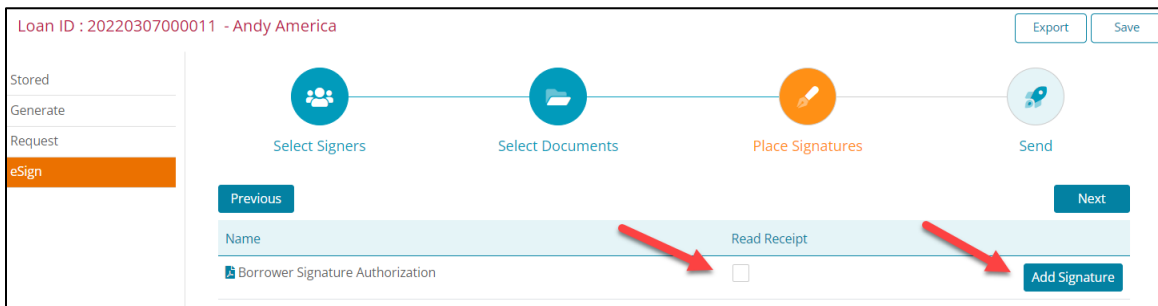 Loan ID : 20220307000011 - Andy America
Export
Save
Stored
Generate
Request
eSign
Select Signers
Select Documents
Place Signatures
Send
Previous
Next
Name
Read Receipt
Borrower Signature Authorization
Add Signature